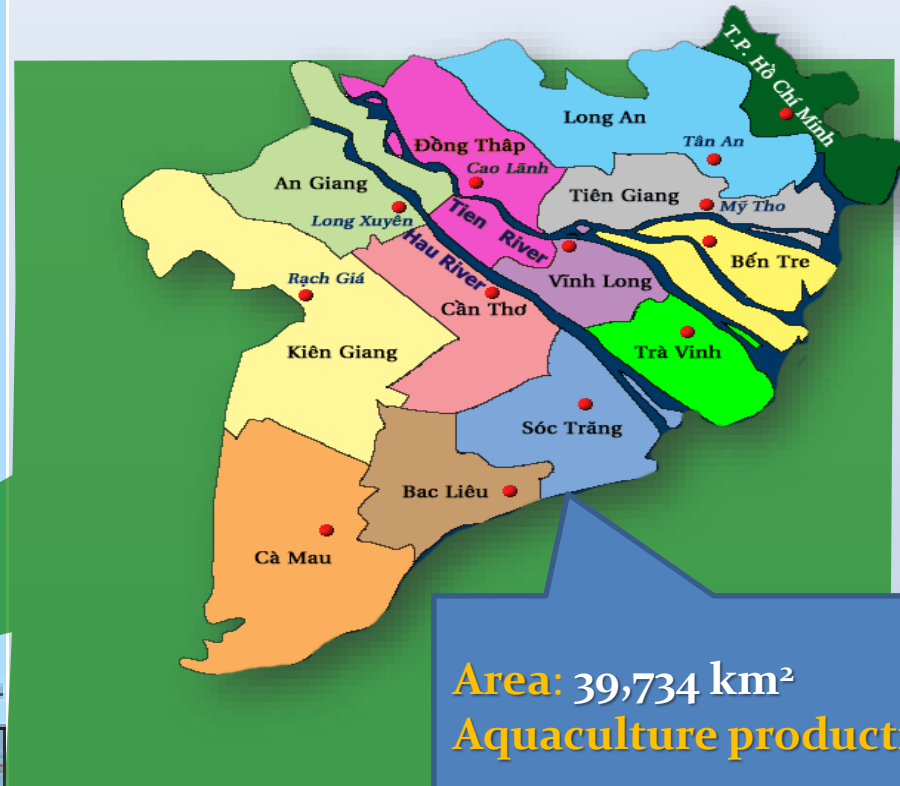 T.P. Hồ Chí Minh
Long An
Tân An
Đồng Thâp
Cao Lãnh
An Giang
Tiên Giang
Mỹ Tho
Long Xuyên
Tien River
Hau River
Bến Tre
Vĩnh Long
Rạch Giá
Cần Thơ
Kiên Giang
Trà Vinh
Sóc Trăng
Bac Liêu
Cà Mau
Area: 39,734 km²
Aquaculture producti